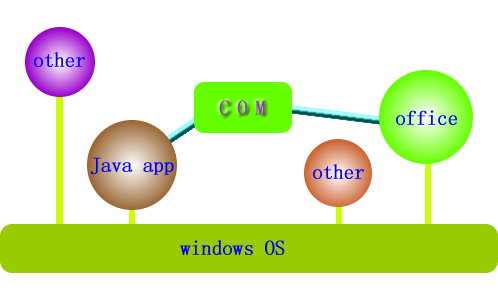 other
COM
office
Java app
other
windows OS